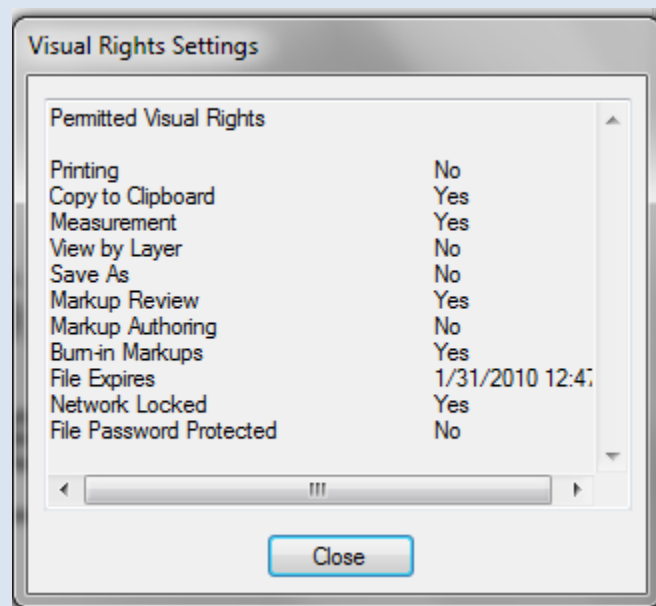 Visual Rights Settings
Permitted Visual Rights
Printing No
Copy to Clipboard Yes
Measurement Yes
View by Layer No
Save As No
Markup Review Yes
Markup Authoring No
Burn-in Markups Yes
File Expires 1/31/2010 12:47
Network Locked Yes
File Password Protected No
Close